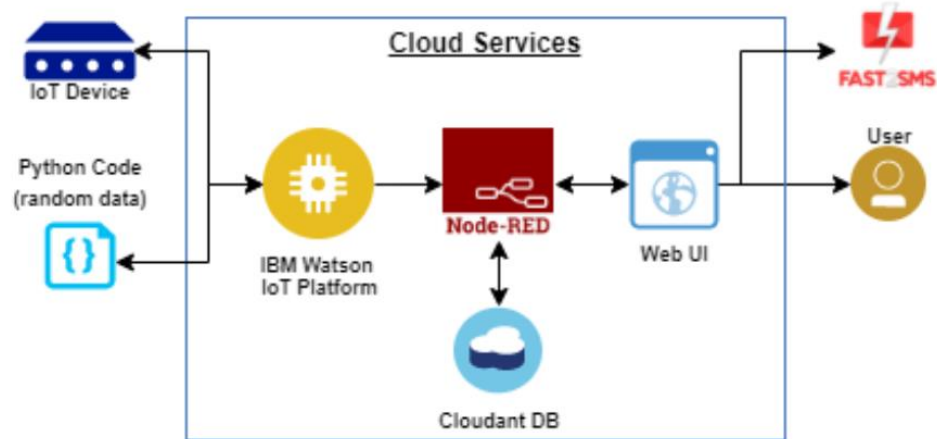 Cloud Services
IoT Device
Python Code
(random data)
{}
IBM Watson
IoT Platform
Node-RED
Cloudant DB
Web UI
FAST2SMS
User